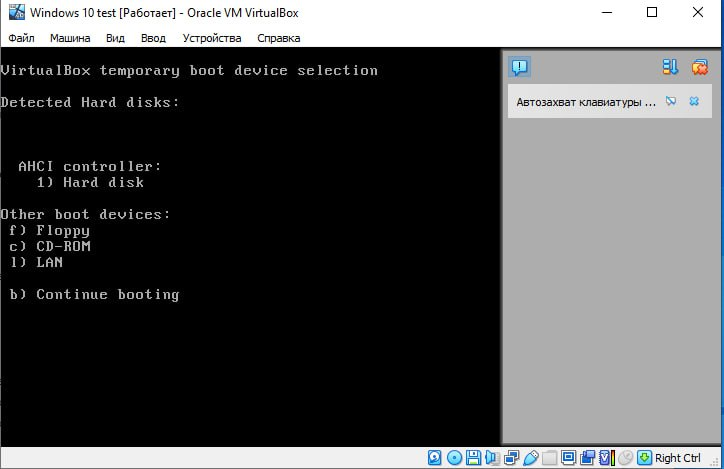 Windows 10 test [Работает] - Oracle VM VirtualBox
Файл Машина Вид Ввод Устройства Справка
VirtualBox temporary boot device selection
Detected Hard disks:
AHCI controller:
1) Hard disk
Other boot devices:
f) Floppy
c) CD-ROM
l) LAN
b) Continue booting
Автозахват клавиатуры ...
Right Ctrl